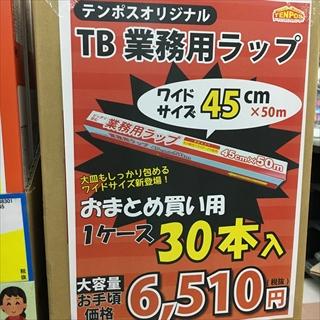 テンポスオリジナル
TENPOS
TB 業務用ラップ
ワイド
サイズ 45cm ×50m
業務用ラップ
45cm×50m
大皿もしっかり包める
ワイドサイズ新登場!
おまとめ買い用
1ケース 30本入
大容量
お手頃
価格
6,510円
(税抜)
税抜